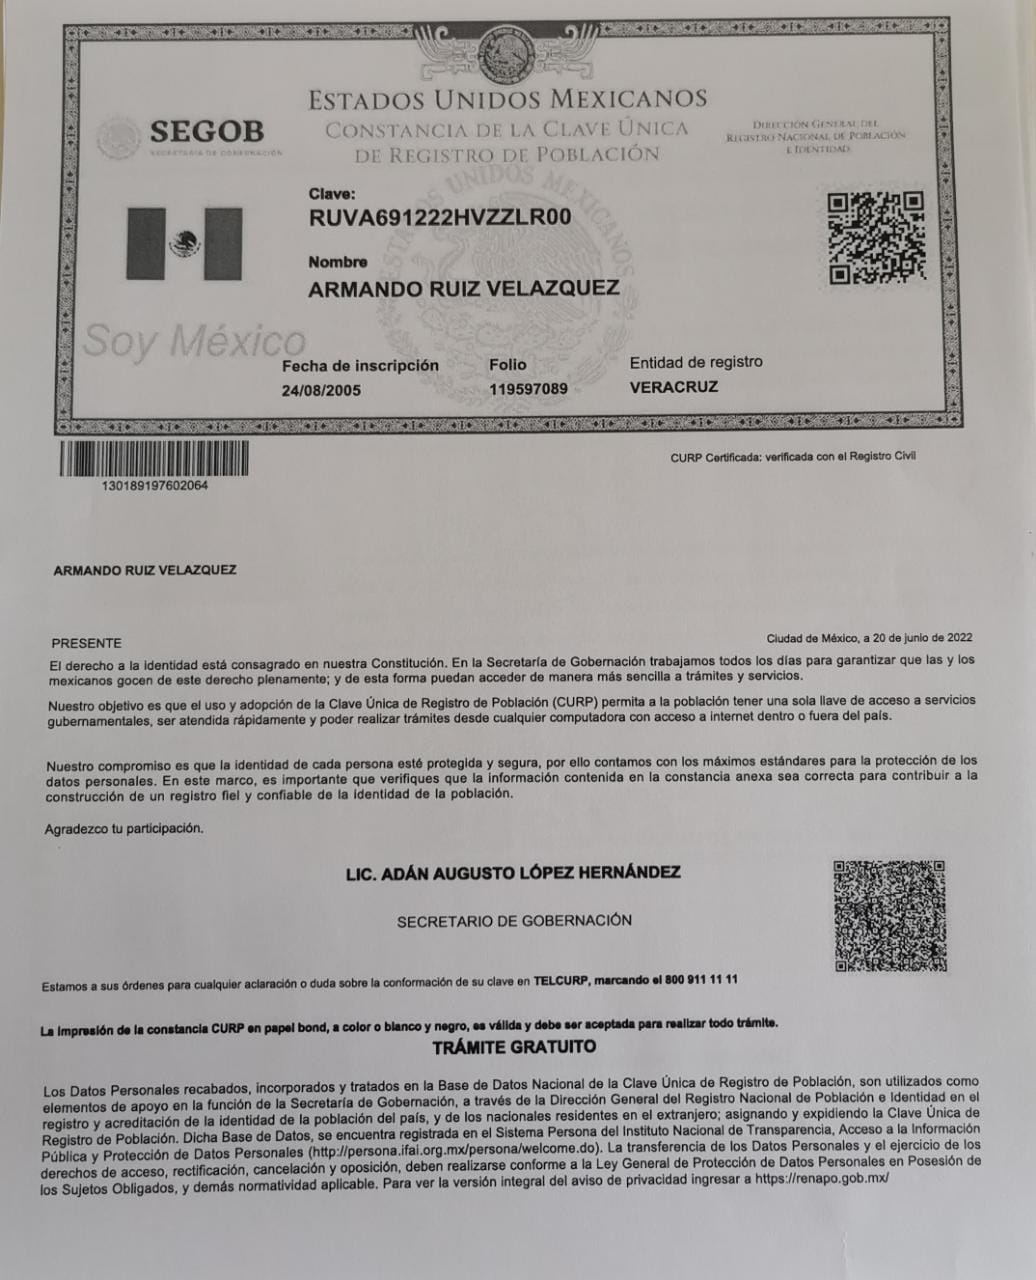 ESTADOS UNIDOS MEXICANOS
CONSTANCIA DE LA CLAVE ÚNICA
DE REGISTRO DE POBLACIÓN
SEGOB
SECRETARÍA DE GOBERNACIÓN
DIRECCIÓN GENERAL DEL
REGISTRO NACIONAL DE POBLACIÓN
E IDENTIDAD
ESTADOS UNIDOS MEXICANOS
Clave:
RUVA691222HVZZLR00
Nombre
ARMANDO RUIZ VELAZQUEZ
Soy México
Fecha de inscripción
24/08/2005
Folio
119597089
Entidad de registro
VERACRUZ
130189197602064
CURP Certificada: verificada con el Registro Civil
ARMANDO RUIZ VELAZQUEZ
PRESENTE
Ciudad de México, a 20 de junio de 2022
El derecho a la identidad está consagrado en nuestra Constitución. En la Secretaría de Gobernación trabajamos todos los días para garantizar que las y los
mexicanos gocen de este derecho plenamente; y de esta forma puedan acceder de manera más sencilla a trámites y servicios.
Nuestro objetivo es que el uso y adopción de la Clave Única de Registro de Población (CURP) permita a la población tener una sola llave de acceso a servicios
gubernamentales, ser atendida rápidamente y poder realizar trámites desde cualquier computadora con acceso a internet dentro o fuera del país.
Nuestro compromiso es que la identidad de cada persona esté protegida y segura, por ello contamos con los máximos estándares para la protección de los
datos personales. En este marco, es importante que verifiques que la información contenida en la constancia anexa sea correcta para contribuir a la
construcción de un registro fiel y confiable de la identidad de la población.
Agradezco tu participación.
LIC. ADÁN AUGUSTO LÓPEZ HERNÁNDEZ
SECRETARIO DE GOBERNACIÓN
Estamos a sus órdenes para cualquier aclaración o duda sobre la conformación de su clave en TELCURP, marcando el 800 911 11 11
La impresión de la constancia CURP en papel bond, a color o blanco y negro, es válida y debe ser aceptada para realizar todo trámite.
TRÁMITE GRATUITO
Los Datos Personales recabados, incorporados y tratados en la Base de Datos Nacional de la Clave Única de Registro de Población, son utilizados como
elementos de apoyo en la función de la Secretaría de Gobernación, a través de la Dirección General del Registro Nacional de Población e Identidad en el
registro y acreditación de la identidad de la población del país, y de los nacionales residentes en el extranjero; asignando y expidiendo la Clave Única de
Registro de Población. Dicha Base de Datos, se encuentra registrada en el Sistema Persona del Instituto Nacional de Transparencia, Acceso a la Información
Pública y Protección de Datos Personales (http://persona.ifai.org.mx/persona/welcome.do). La transferencia de los Datos Personales y el ejercicio de los
derechos de acceso, rectificación, cancelación y oposición, deben realizarse conforme a la Ley General de Protección de Datos Personales en Posesión de
los Sujetos Obligados, y demás normatividad aplicable. Para ver la versión integral del aviso de privacidad ingresar a https://renapo.gob.mx/